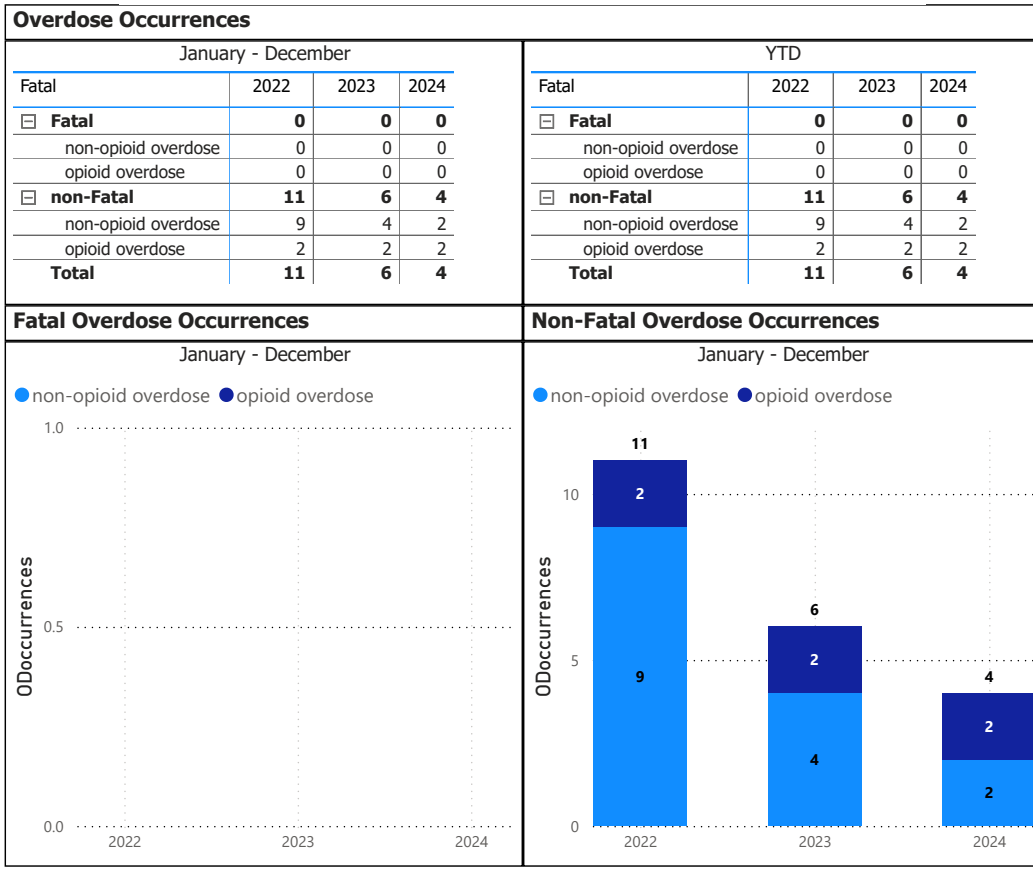 Overdose Occurrences
January - December
Fatal 2022 2023 2024
Fatal 0 0 0
non-opioid overdose 0 0 0
opioid overdose 0 0 0
non-Fatal 11 6 4
non-opioid overdose 9 4 2
opioid overdose 2 2 2
Total 11 6 4
YTD
Fatal 2022 2023 2024
Fatal 0 0 0
non-opioid overdose 0 0 0
opioid overdose 0 0 0
non-Fatal 11 6 4
non-opioid overdose 9 4 2
opioid overdose 2 2 2
Total 11 6 4
Fatal Overdose Occurrences
January - December
non-opioid overdose opioid overdose
ODoccurrences
1.0
0.5
0.0
2022 2023 2024
Non-Fatal Overdose Occurrences
January - December
non-opioid overdose opioid overdose
ODoccurrences
10
5
0
11
2
9
6
2
4
4
2
2
2022 2023 2024